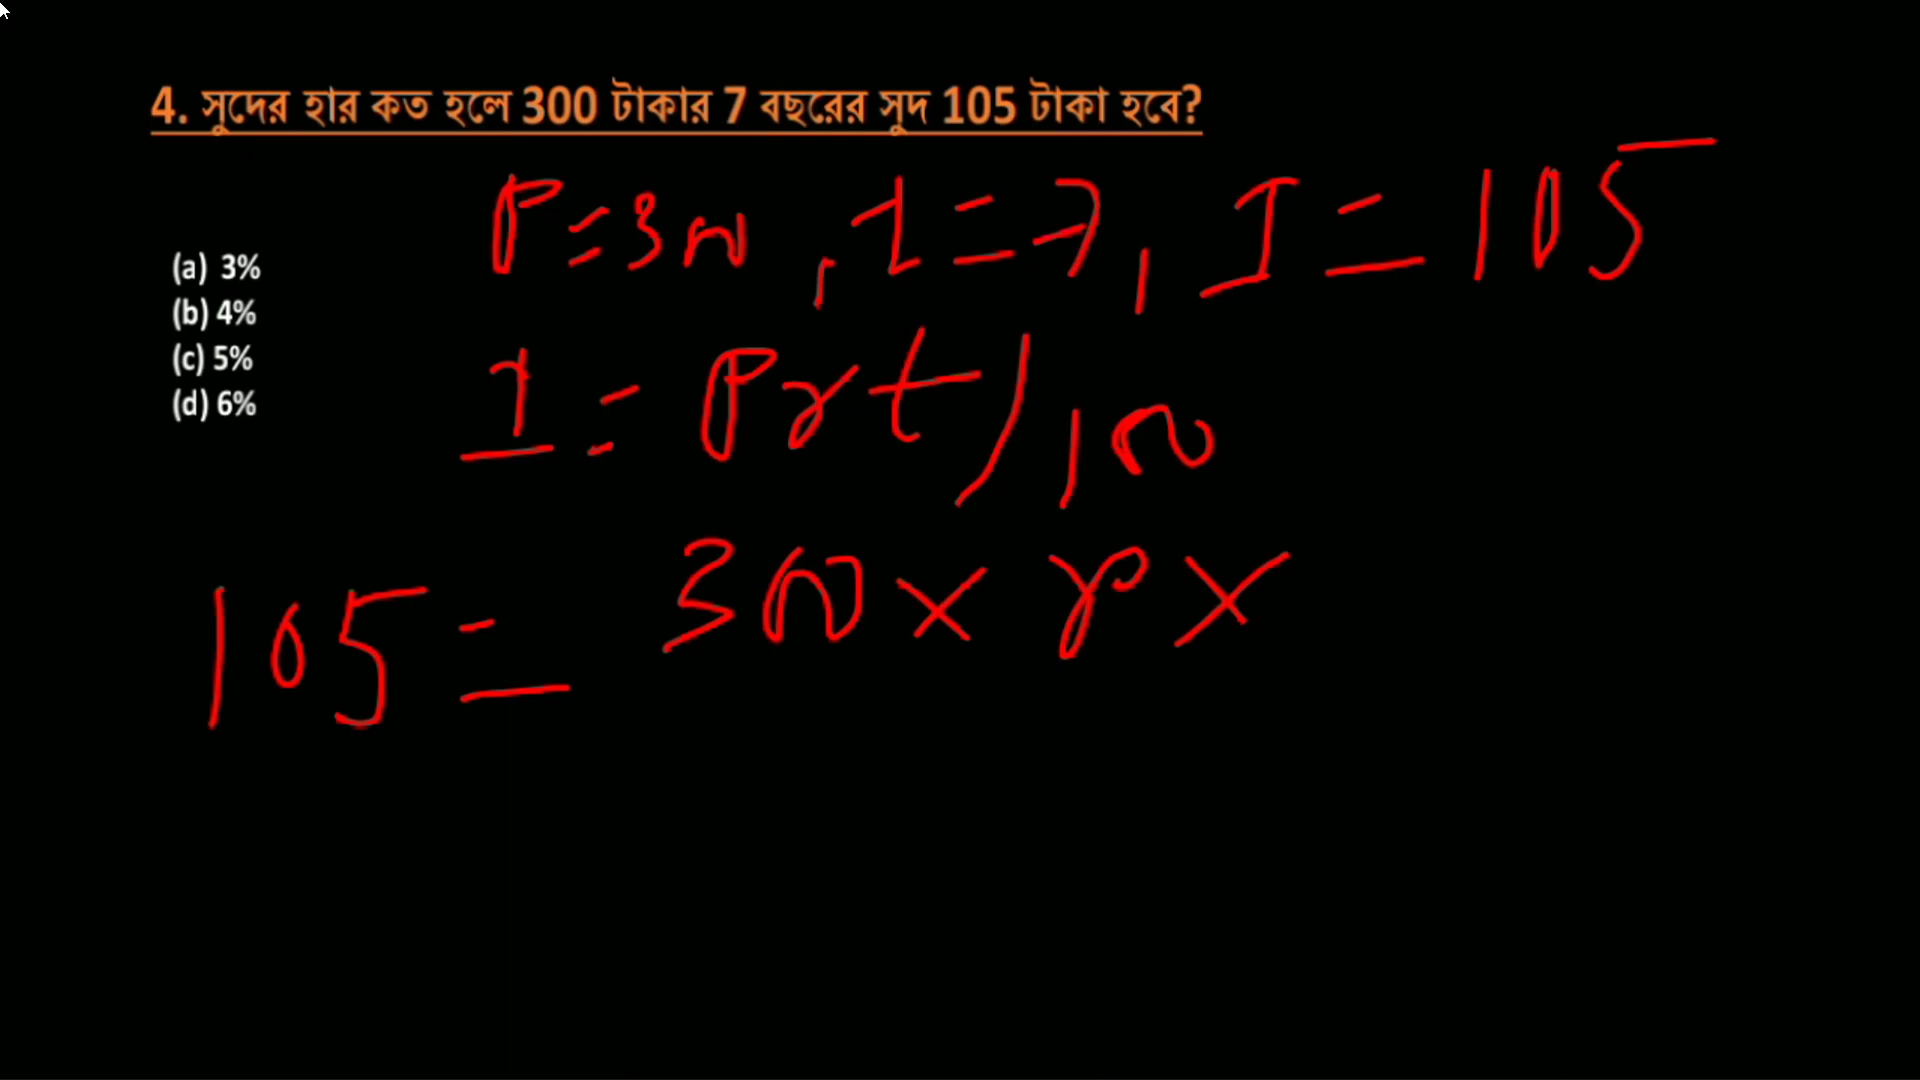 4. সুদের হার কত হলে 300 টাকার 7 বছরের সুদ 105 টাকা হবে?
P = 300, t = 7, I = 105
(a) 3%
(b) 4%
(c) 5%
(d) 6%
I = Prt/100
105 = 300 × r ×